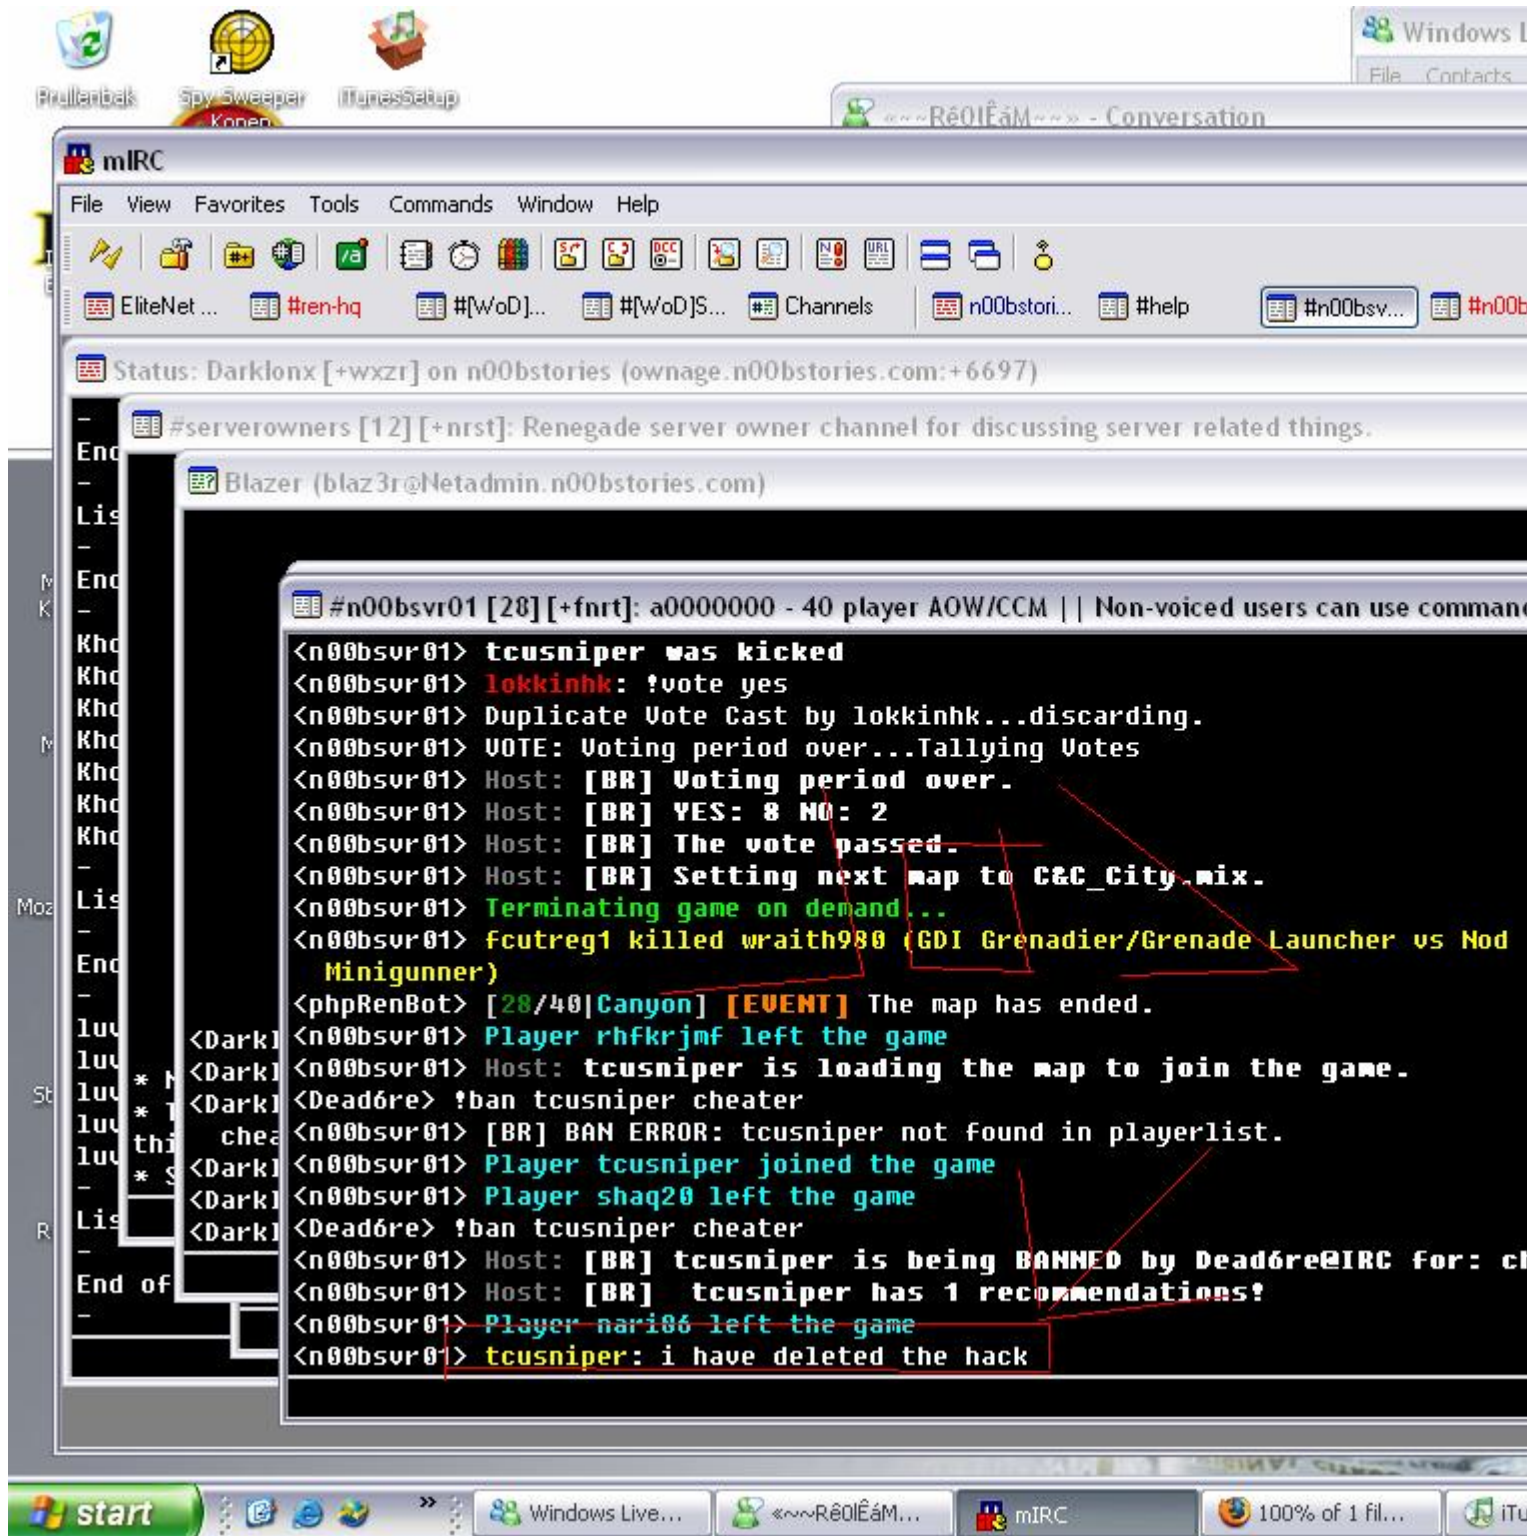 Prullenbak
Spy Sweeper
iTunesSetup
Kopen
Windows L
File Contacts
«~~Rê0lÊáM~~» - Conversation
mIRC
File View Favorites Tools Commands Window Help
EliteNet ... #ren-hq #[WoD]... #[WoD]S... Channels n00bstori... #help #n00bsv... #n00b
Status: Darklonx [+wxzr] on n00bstories (ownage.n00bstories.com:+6697)
#serverowners [12] [+nrst]: Renegade server owner channel for discussing server related things.
Blazer (blaz3r@Netadmin.n00bstories.com)
#n00bsvr01 [28] [+fnrt]: a0000000 - 40 player AOW/CCM || Non-voiced users can use command
<n00bsvr01> tcusniper was kicked
<n00bsvr01> lokkinhk: !vote yes
<n00bsvr01> Duplicate Vote Cast by lokkinhk...discarding.
<n00bsvr01> VOTE: Voting period over...Tallying Votes
<n00bsvr01> Host: [BR] Voting period over.
<n00bsvr01> Host: [BR] YES: 8 NO: 2
<n00bsvr01> Host: [BR] The vote passed.
<n00bsvr01> Host: [BR] Setting next map to C&C_City.mix.
<n00bsvr01> Terminating game on demand...
<n00bsvr01> fcutreg1 killed wraith980 (GDI Grenadier/Grenade Launcher vs Nod
Minigunner)
<phpRenBot> [28/40|Canyon] [EVENT] The map has ended.
<n00bsvr01> Player rhfkrjmf left the game
<n00bsvr01> Host: tcusniper is loading the map to join the game.
<Dead6re> !ban tcusniper cheater
<n00bsvr01> [BR] BAN ERROR: tcusniper not found in playerlist.
<n00bsvr01> Player tcusniper joined the game
<n00bsvr01> Player shaq20 left the game
<Dead6re> !ban tcusniper cheater
<n00bsvr01> Host: [BR] tcusniper is being BANNED by Dead6re@IRC for: ch
<n00bsvr01> Host: [BR] tcusniper has 1 recommendations!
<n00bsvr01> Player nari86 left the game
<n00bsvr01> tcusniper: i have deleted the hack
End of
start Windows Live... «~~Rê0lÊáM... mIRC 100% of 1 fil... iTu